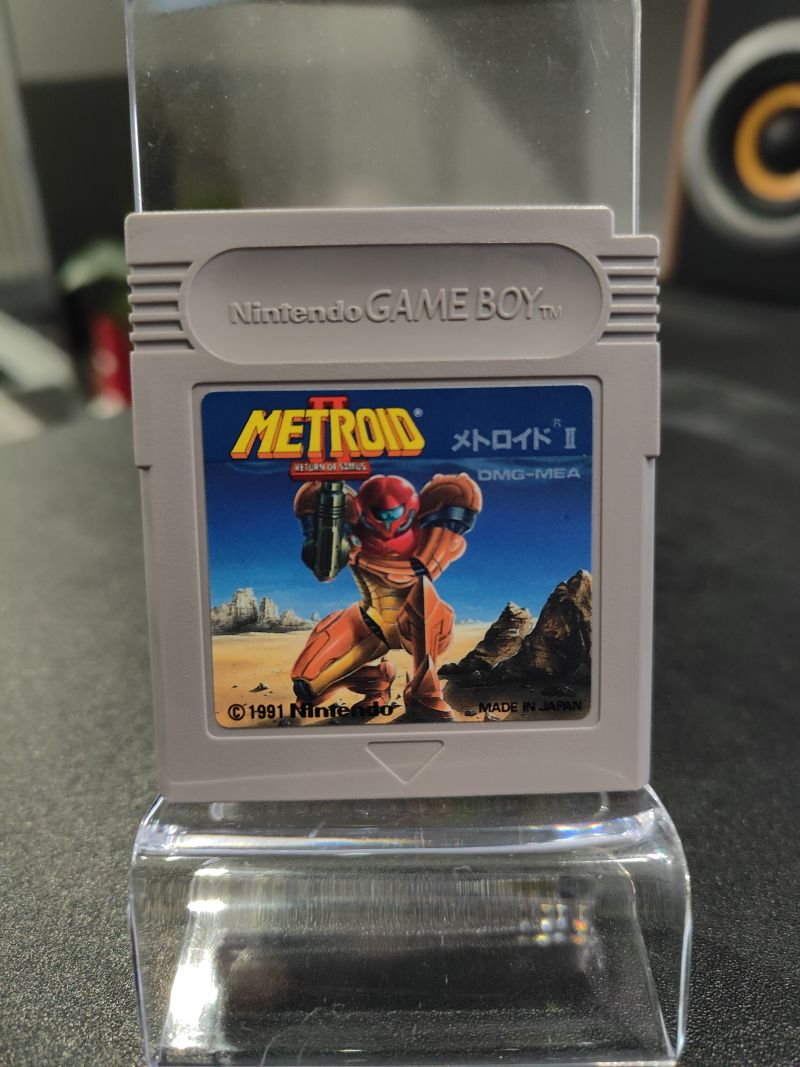 Nintendo GAME BOY™
METROID® II
RETURN OF SAMUS
メトロイド® II
DMG-MEA
© 1991 Nintendo
MADE IN JAPAN